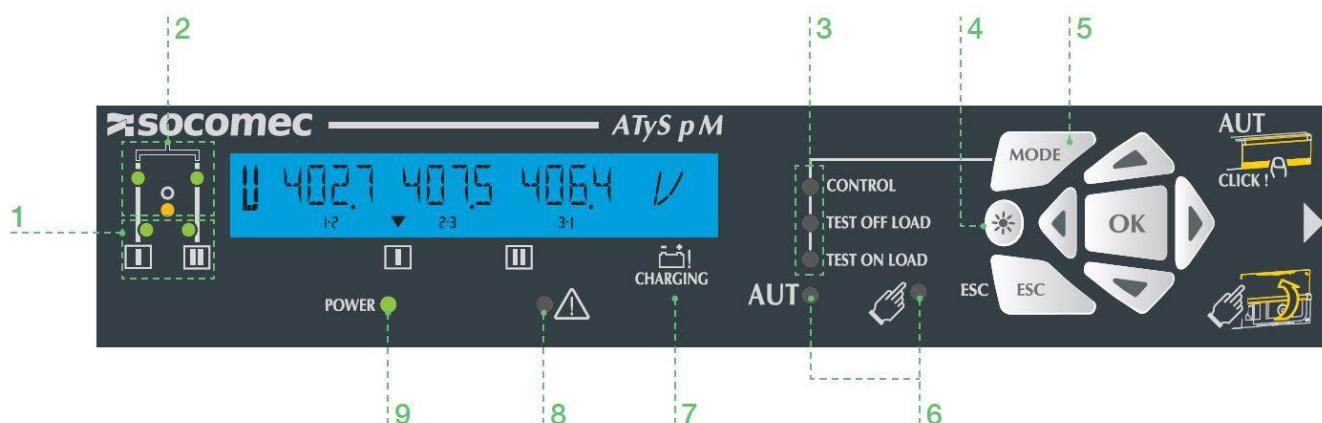 2
3
4
5
socomec ATyS p M
AUT
CLICK !
MODE
U 402.7 407.5 406.4 V
1-2 2-3 3-1
CONTROL
TEST OFF LOAD
TEST ON LOAD
OK
1
I II
I II
CHARGING
POWER
AUT
ESC ESC
9
8
7
6